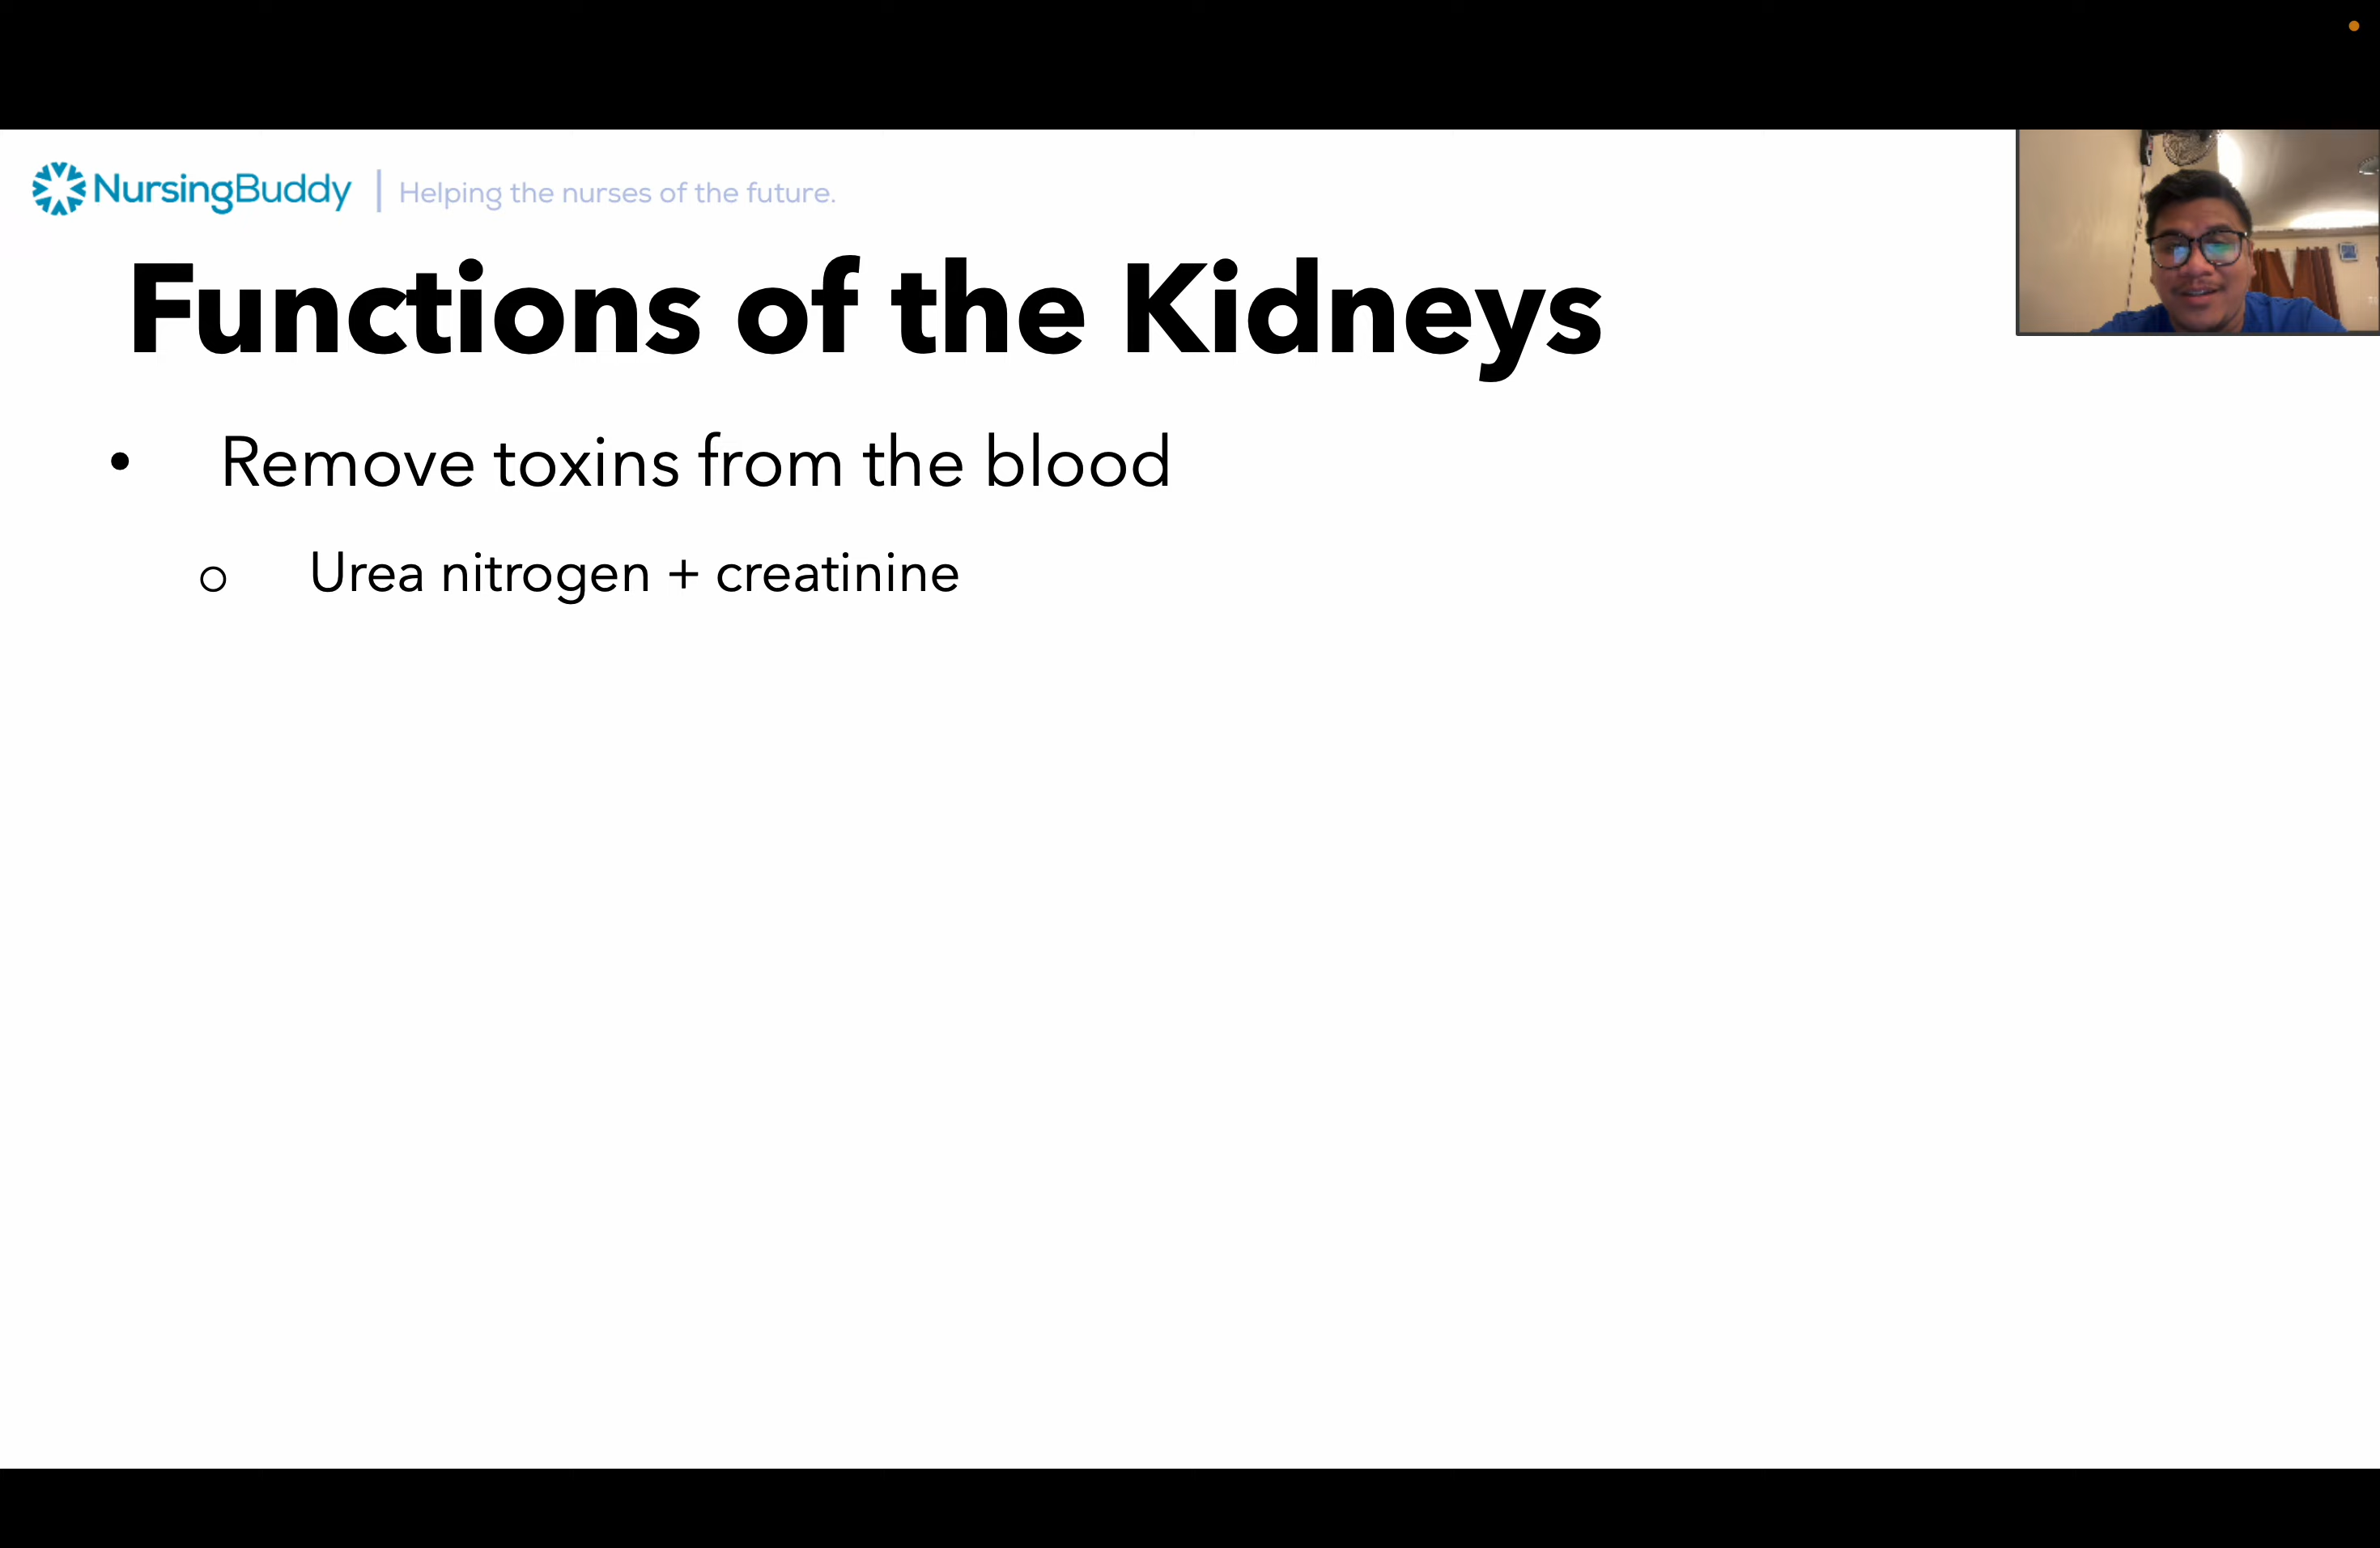 NursingBuddy | Helping the nurses of the future.
Functions of the Kidneys
• Remove toxins from the blood
o Urea nitrogen + creatinine